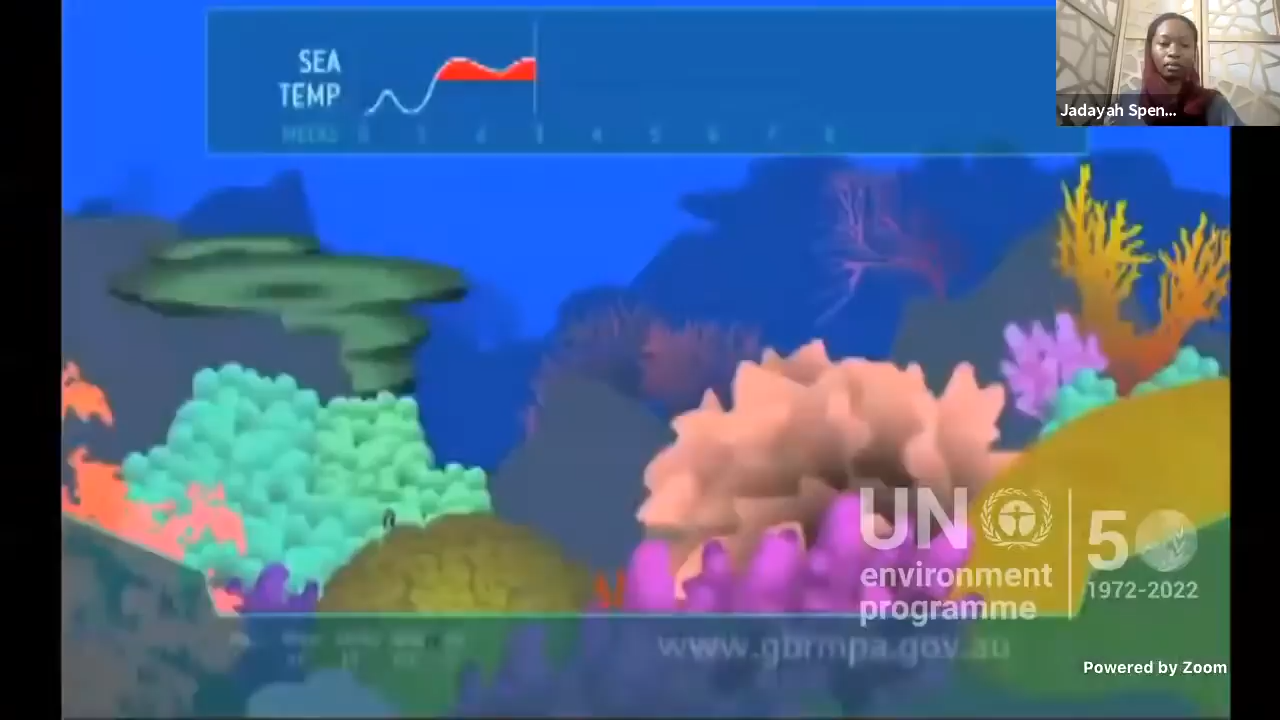 SEA
TEMP
WEEKS 0 1 2 3 4 5 6 7 8
Jadayah Spen...
UN
environment
programme
50
1972-2022
www.gbrmpa.gov.au
Powered by Zoom